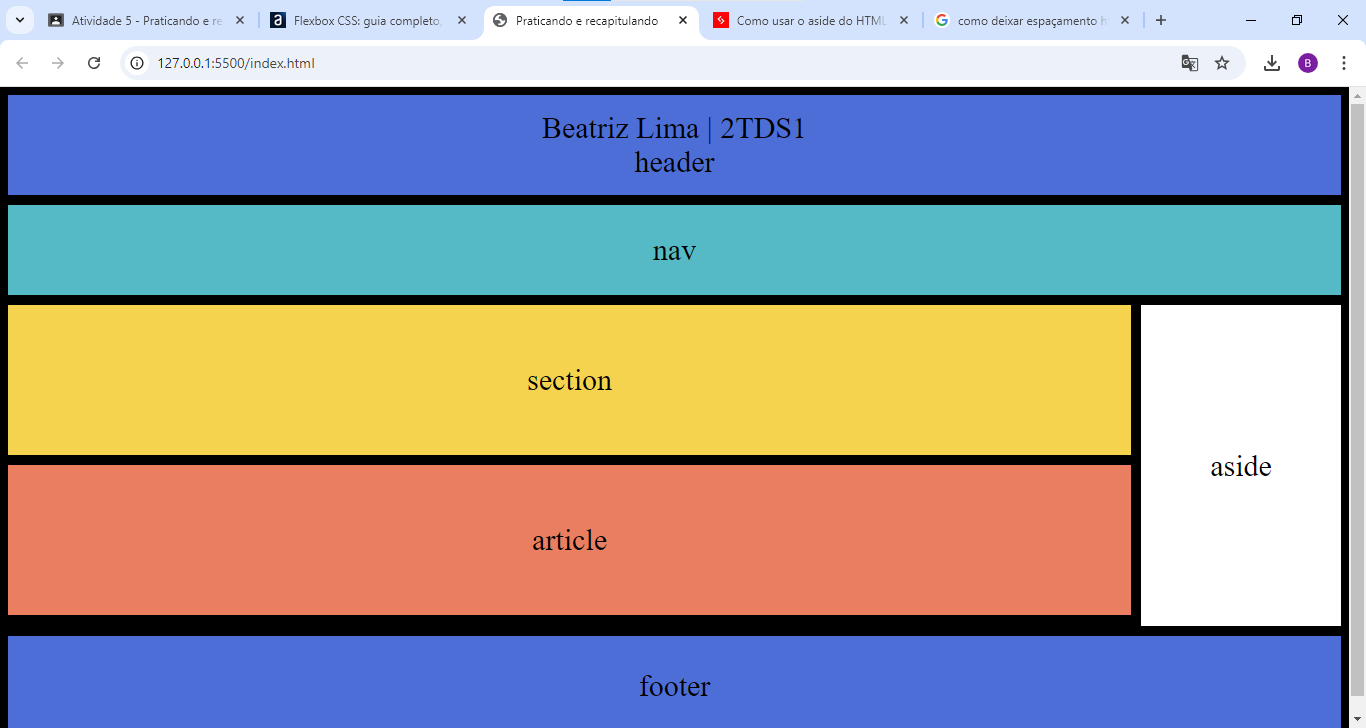 Atividade 5 - Praticando e re
Flexbox CSS: guia completo,
Praticando e recapitulando
Como usar o aside do HTML
como deixar espaçamento h
127.0.0.1:5500/index.html
B
Beatriz Lima | 2TDS1
header
nav
section
aside
article
footer